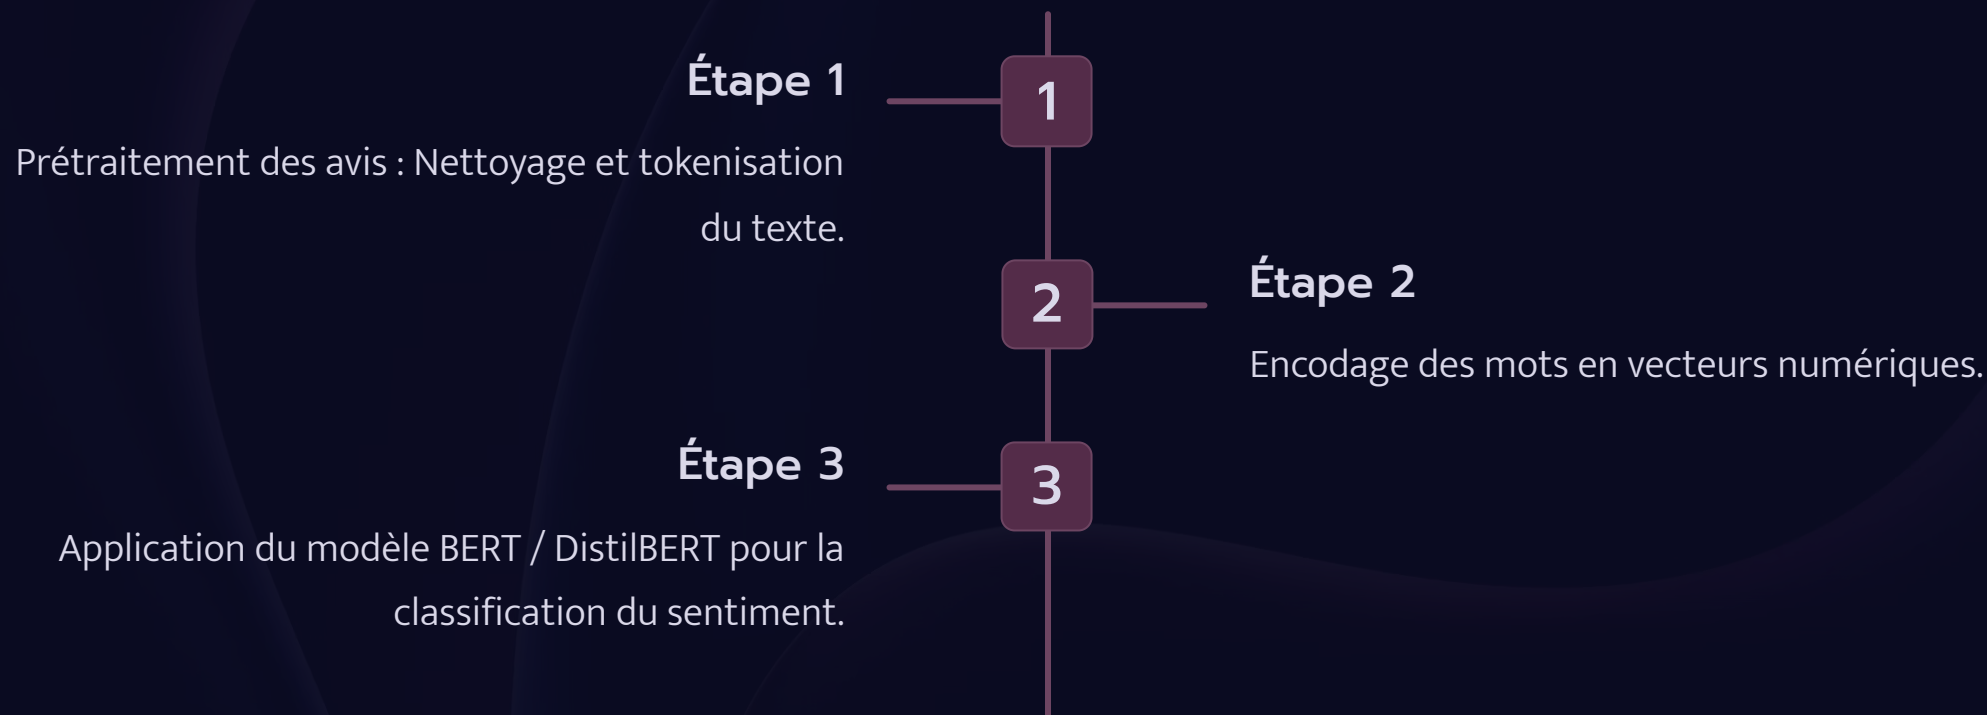 Étape 1
1
Prétraitement des avis : Nettoyage et tokenisation
du texte.
Étape 2
2
Encodage des mots en vecteurs numériques.
Étape 3
3
Application du modèle BERT / DistilBERT pour la
classification du sentiment.